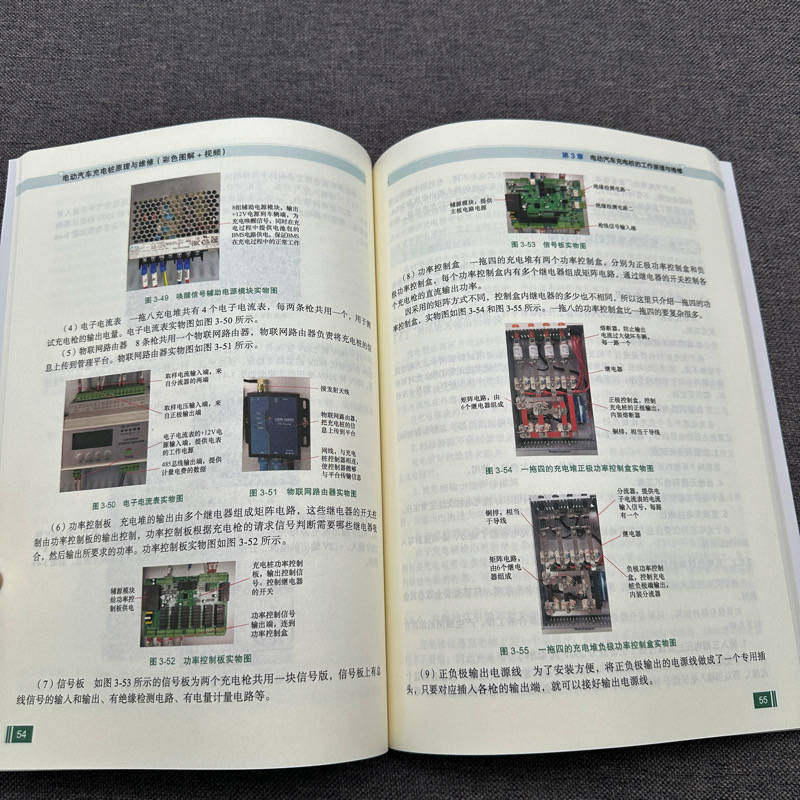 电动汽车充电桩原理与维修（彩色图解+视频）
8组辅助电源模块，输出
+12V电源到车辆端，为
充电唤醒信号，同时在充
电过程中提供电池包的
BMS电路供电，保证BMS
在充电过程中的正常工作
图 3-49 唤醒信号辅助电源模块实物图
（4）电子电流表 一拖八充电堆共有4个电子电流表，每两条枪共用一个，用于测
试充电枪的输出电量。电子电流表实物图如图 3-50 所示。
（5）物联网路由器 8条枪共用一个物联网路由器，物联网路由器负责将充电桩的信
息上传到管理平台。物联网路由器实物图如图 3-51 所示。
取样电流输入端，来
自分流器的两端
取样电压输入端，来
自正极输出端
电子电流表的+12V电
源输入端，提供电表
的工作电源
485总线输出端，提供
计量电费的数据
图 3-50 电子电流表实物图
接发射天线
物联网路由器，
把充电桩的信
息上传到平台
网线，与充电
桩控制器相连，
使控制器能够
与平台传输信息
图 3-51 物联网路由器实物图
（6）功率控制板 充电堆的输出由多个继电器组成矩阵电路，这些继电器的开关控
制由功率控制板的输出控制，功率控制板根据充电枪的请求信号判断需要哪些继电器吸
合，然后输出所要求的功率。功率控制板实物图如图 3-52 所示。
辅源模块
给功率控
制板供电
充电桩功率控制
板，输出控制信
号，控制继电器
的开关
功率控制信号
输出端，连到
功率控制盒
图 3-52 功率控制板实物图
（7）信号板 如图 3-53 所示的信号板为两个充电枪共用一块信号版，信号板上有总
线信号的输入和输出、有绝缘检测电路、有电量计量电路等。
54
第3章 电动汽车充电桩的工作原理与维修
辅源模块，提供
主板电路电源
绝缘检测电路一
绝缘检测电路二
枪线信号输入端
图 3-53 信号板实物图
（8）功率控制盒 一拖四的充电堆有两个功率控制盒，分别为正极功率控制盒和负
极功率控制盒，每个功率控制盒内有多个继电器组成矩阵电路，通过继电器的开关控制各
个充电枪的直流输出功率。
因采用的矩阵方式不同，控制盒内继电器的多少也不相同，所以这里只介绍一拖四的功
率控制盒，实物图如图 3-54 和图 3-55 所示。一拖八的功率控制盒比一拖四的要复杂很多。
熔断器，防止输出
电流过大烧坏车辆，
每一路一个
继电器
矩阵电路，由
6个继电器组成
正极控制盒，控制
充电桩的正极输出，
内装熔断器
铜排，相当于导线
图 3-54 一拖四的充电堆正极功率控制盒实物图
铜排，相当
于导线
分流器，提供电
子电流表的电流
输入信号，每路
有一个
继电器
矩阵电路，
由6个继电
器组成
负极功率控制
盒，控制充电
桩负极端输出，
内装分流器
图 3-55 一拖四的充电堆负极功率控制盒实物图
（9）正负极输出电源线 为了安装方便，将正负极输出的电源线做成了一个专用插
头，只要对应插入各枪的输出端，就可以接好输出电源线。
55